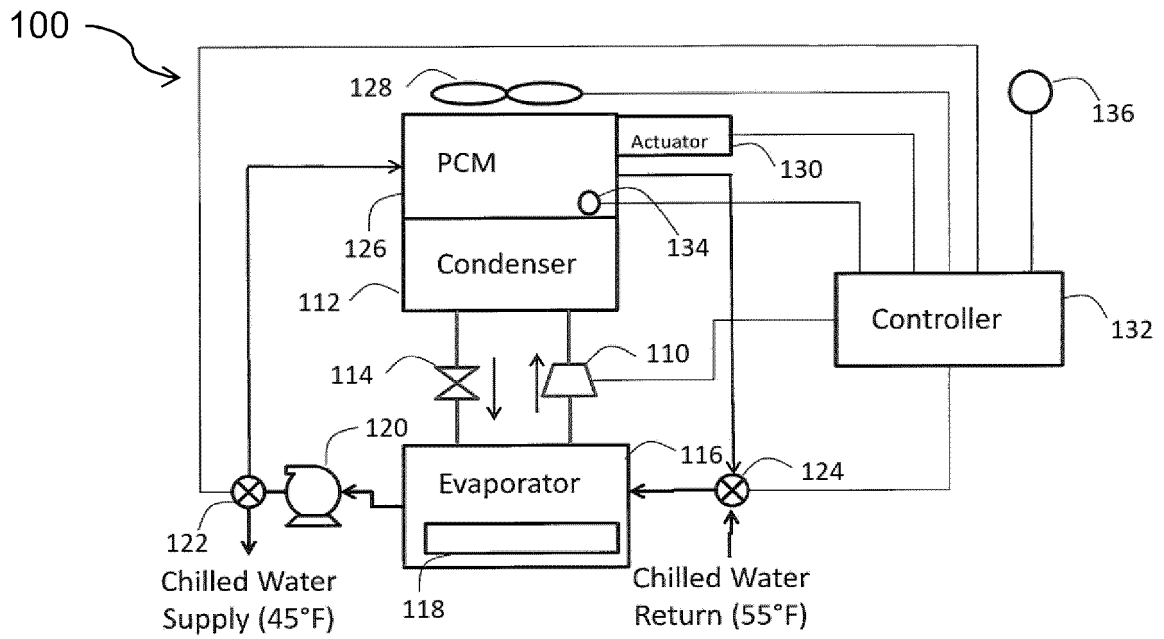 100
128
136
Actuator
PCM
130
126
134
Condenser
112
Controller
132
114
110
120
116
124
Evaporator
122
118
Chilled Water
Supply (45°F)
Chilled Water
Return (55°F)